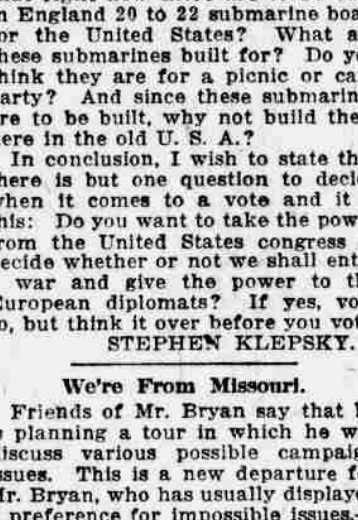 n England 20 to 22 submarine boa
or the United States? What a
hese submarines built for? Do y
hink they are for a picnic or ca
arty? And since these submarin
re to be built, why not build the
ere in the old U. S. A.?
In conclusion, I wish to state th
here is but one question to deci
when it comes to a vote and it
his: Do you want to take the pow
rom the United States congress
ecide whether or not we shall ent
war and give the power to t
European diplomats? If yes, vo
o, but think it over before you vot
STEPHEN KLEPSKY.
We're From Missouri.
Friends of Mr. Bryan say that
planning a tour in which he w
iscuss various possible campaig
ssues. This is a new departure f
Mr. Bryan, who has usually displaye
preference for impossible issues.